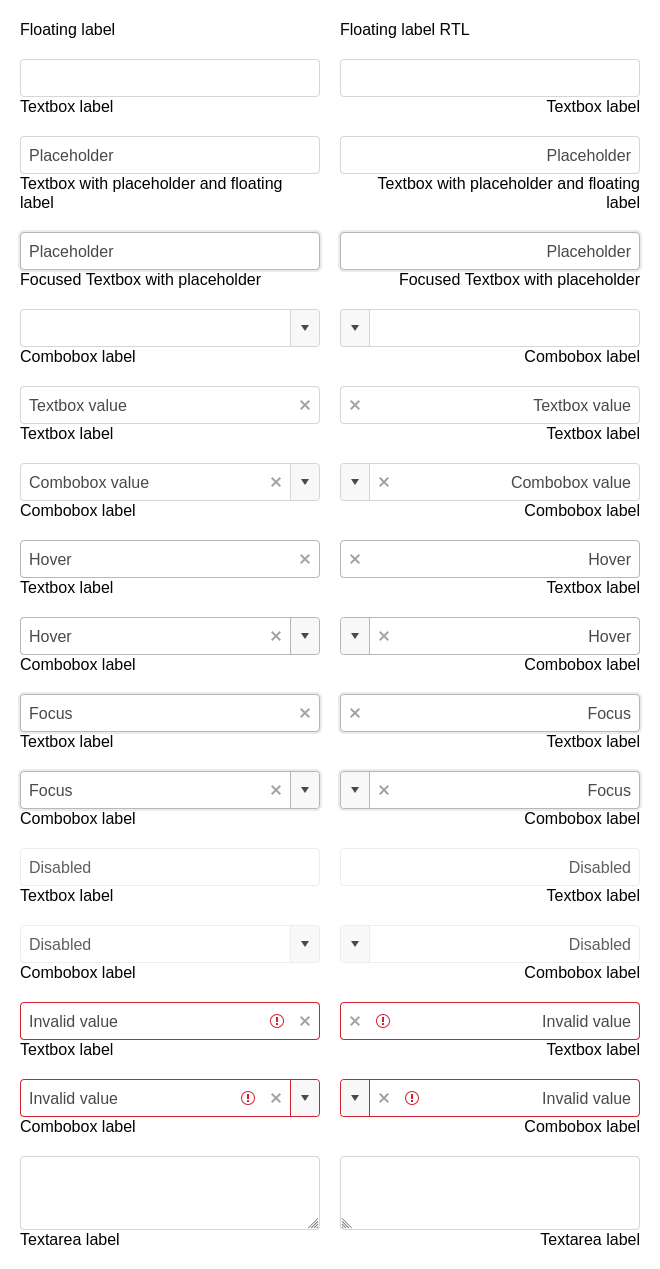 Floating label
Floating label RTL
Textbox label
Textbox label
Placeholder
Placeholder
Textbox with placeholder and floating
label
Textbox with placeholder and floating
label
Placeholder
Placeholder
Focused Textbox with placeholder
Focused Textbox with placeholder
Combobox label
Combobox label
Textbox value
Textbox value
Textbox label
Textbox label
Combobox value
Combobox value
Combobox label
Combobox label
Hover
Hover
Textbox label
Textbox label
Hover
Hover
Combobox label
Combobox label
Focus
Focus
Textbox label
Textbox label
Focus
Focus
Combobox label
Combobox label
Disabled
Disabled
Textbox label
Textbox label
Disabled
Disabled
Combobox label
Combobox label
Invalid value
Invalid value
Textbox label
Textbox label
Invalid value
Invalid value
Combobox label
Combobox label
Textarea label
Textarea label